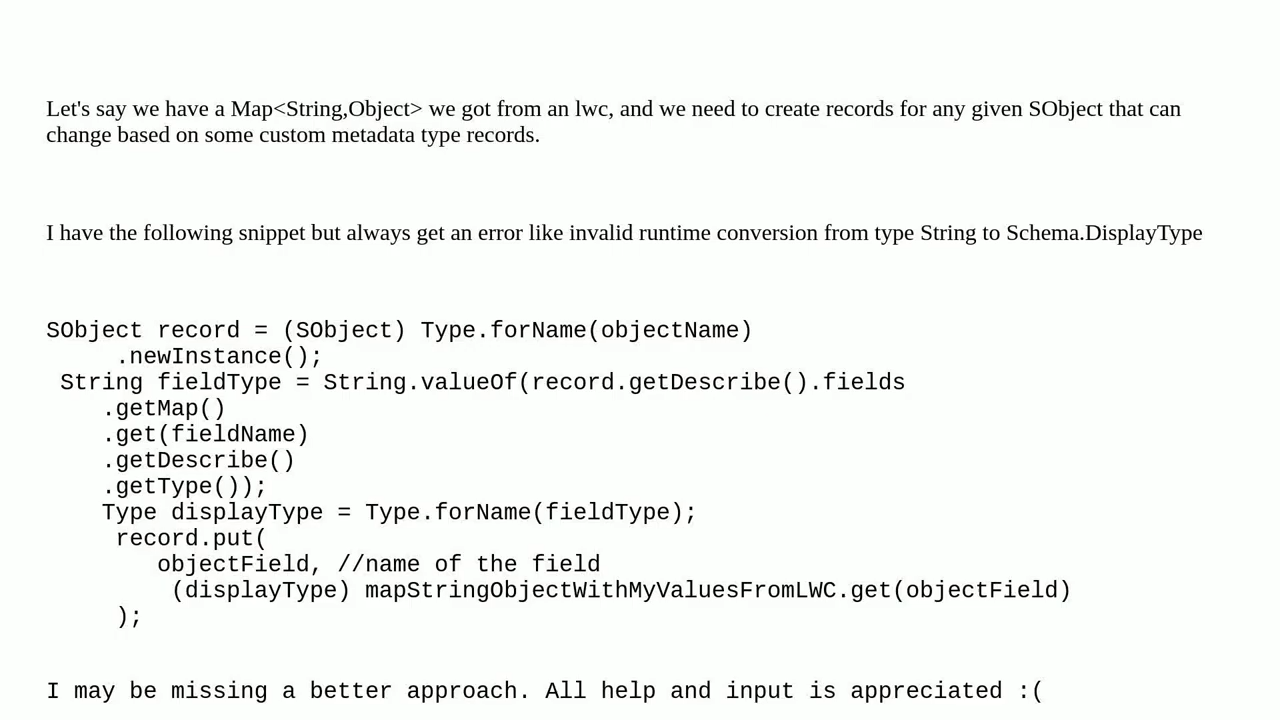 Let's say we have a Map<String,Object> we got from an lwc, and we need to create records for any given SObject that can
change based on some custom metadata type records.
I have the following snippet but always get an error like invalid runtime conversion from type String to Schema.DisplayType
SObject record = (SObject) Type.forName(objectName)
.newInstance();
String fieldType = String.valueOf(record.getDescribe().fields
.getMap()
.get(fieldName)
.getDescribe()
.getType());
Type displayType = Type.forName(fieldType);
record.put(
objectField, //name of the field
(displayType) mapStringObjectWithMyValuesFromLWC.get(objectField)
);
I may be missing a better approach. All help and input is appreciated :(